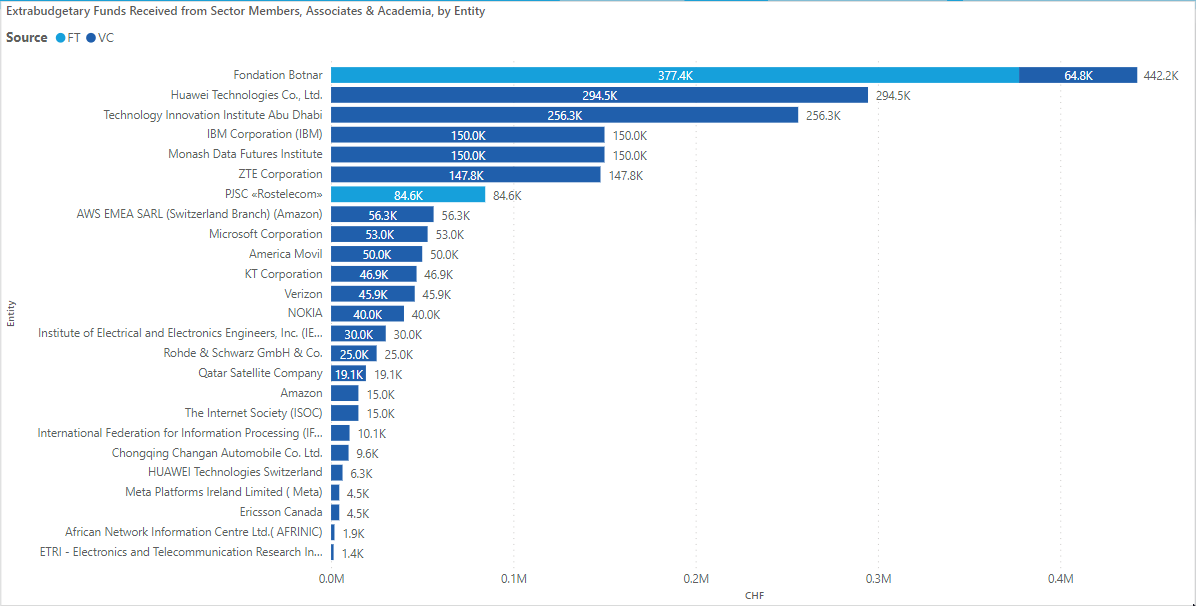 Extrabudgetary Funds Received from Sector Members, Associates & Academia, by Entity
Source FT VC
Fondation Botnar 377.4K 64.8K 442.2K
Huawei Technologies Co., Ltd. 294.5K 294.5K
Technology Innovation Institute Abu Dhabi 256.3K 256.3K
IBM Corporation (IBM) 150.0K 150.0K
Monash Data Futures Institute 150.0K 150.0K
ZTE Corporation 147.8K 147.8K
PJSC «Rostelecom» 84.6K 84.6K
AWS EMEA SARL (Switzerland Branch) (Amazon) 56.3K 56.3K
Microsoft Corporation 53.0K 53.0K
America Movil 50.0K 50.0K
KT Corporation 46.9K 46.9K
Verizon 45.9K 45.9K
NOKIA 40.0K 40.0K
Institute of Electrical and Electronics Engineers, Inc. (IE... 30.0K 30.0K
Rohde & Schwarz GmbH & Co. 25.0K 25.0K
Qatar Satellite Company 19.1K 19.1K
Amazon 15.0K
The Internet Society (ISOC) 15.0K
International Federation for Information Processing (IF... 10.1K
Chongqing Changan Automobile Co. Ltd. 9.6K
HUAWEI Technologies Switzerland 6.3K
Meta Platforms Ireland Limited ( Meta) 4.5K
Ericsson Canada 4.5K
African Network Information Centre Ltd.( AFRINIC) 1.9K
ETRI - Electronics and Telecommunication Research In... 1.4K
Entity
0.0M 0.1M 0.2M 0.3M 0.4M
CHF